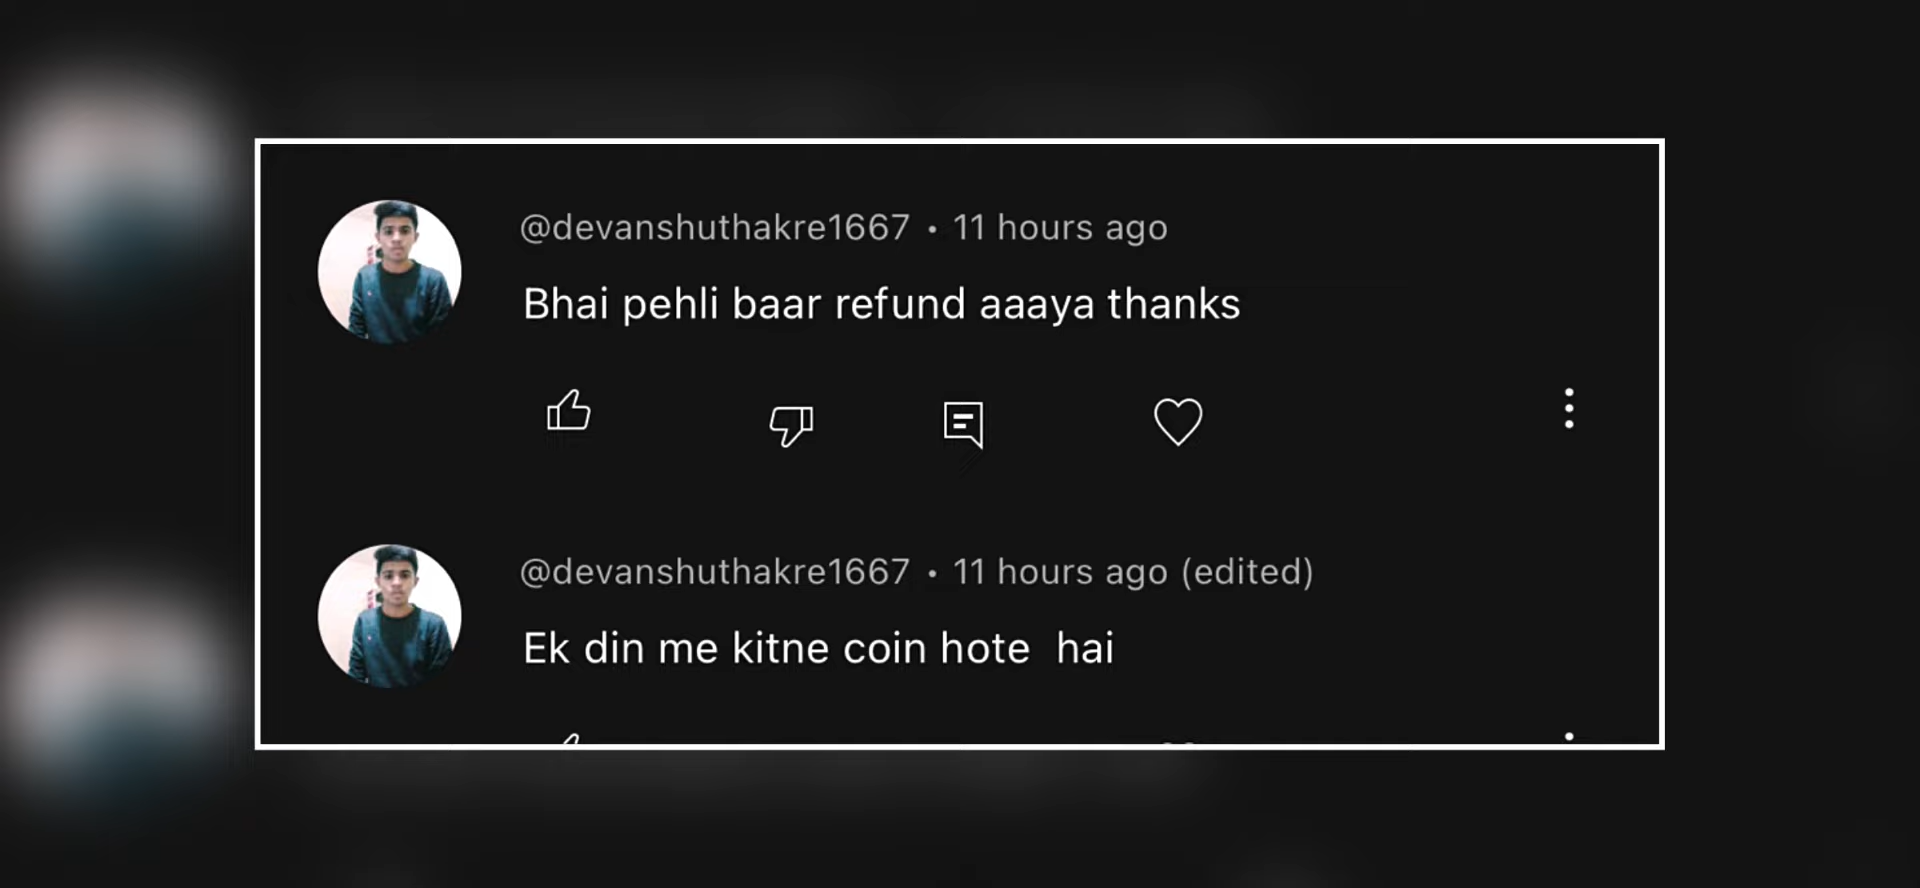 @devanshuthakre1667 • 11 hours ago
Bhai pehli baar refund aaaya thanks
@devanshuthakre1667 • 11 hours ago (edited)
Ek din me kitne coin hote  hai